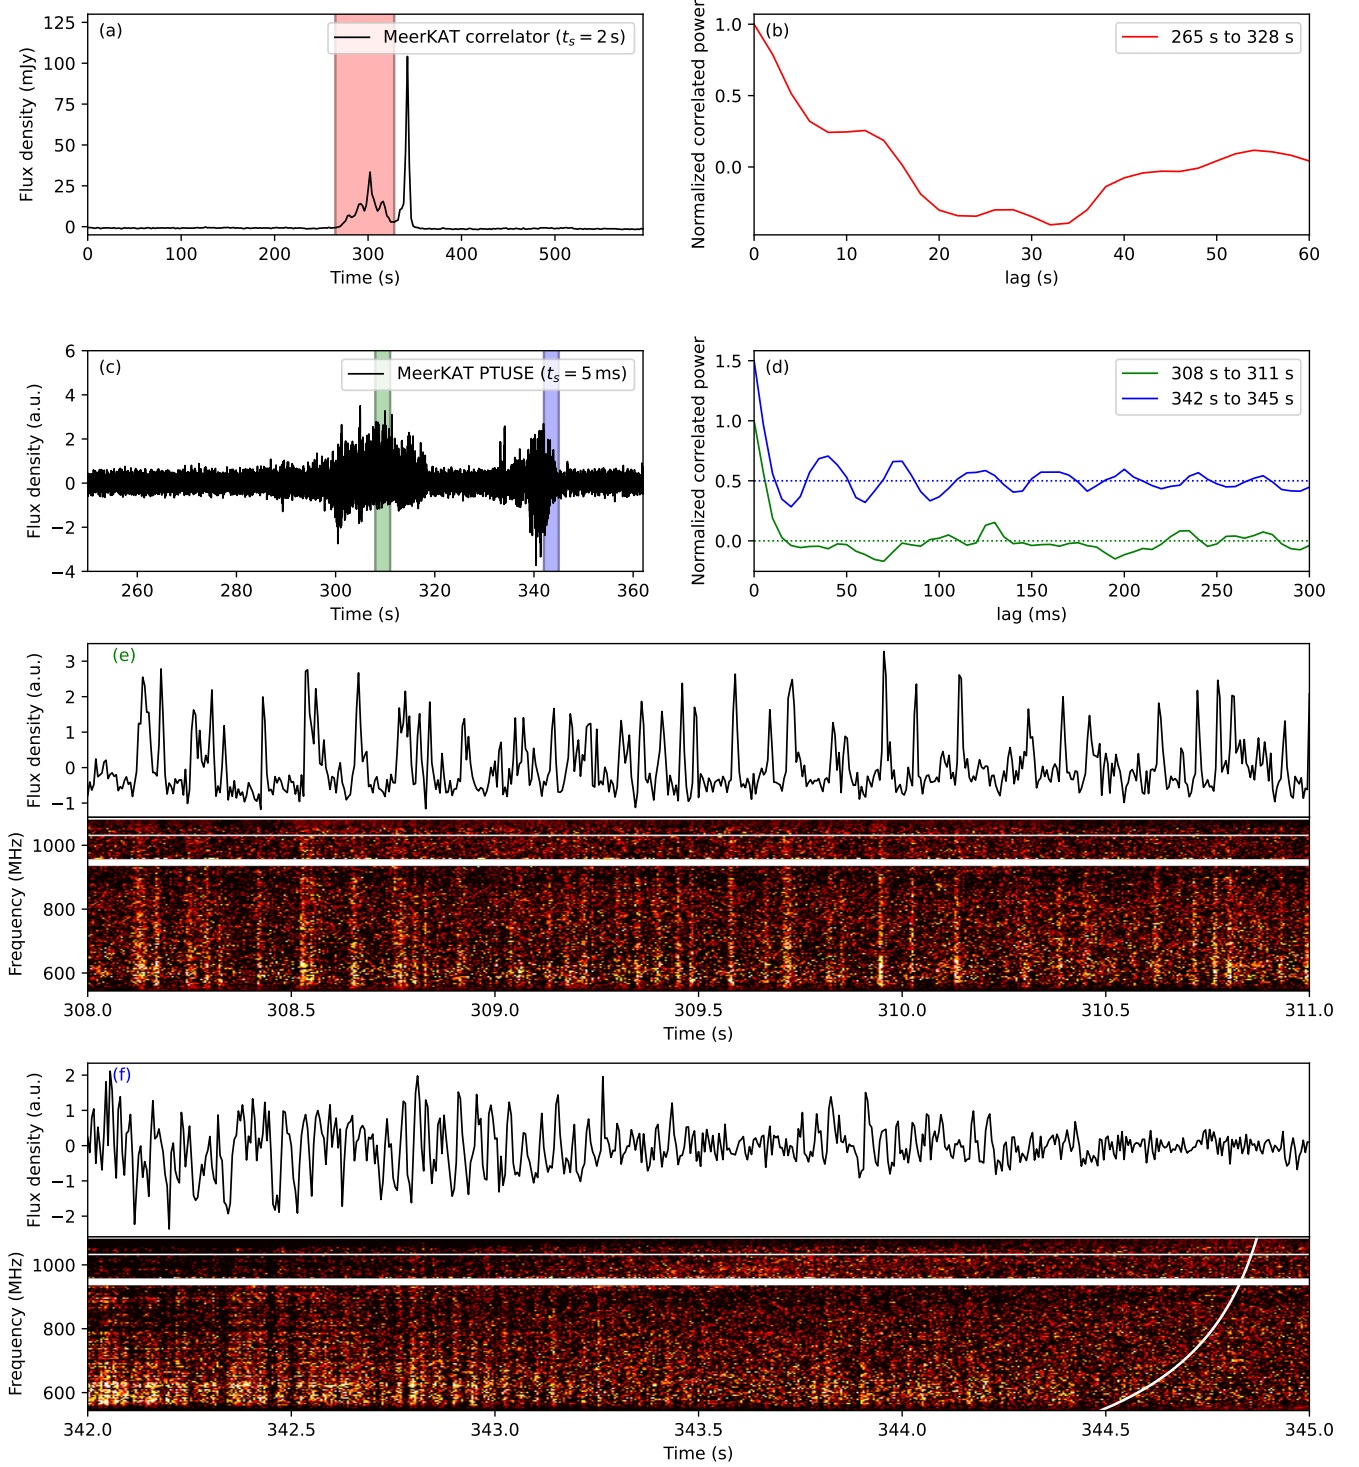 (a)
MeerKAT correlator (t_s = 2 s)
Flux density (mJy)
125
100
75
50
25
0
0 100 200 300 400 500
Time (s)
(b)
265 s to 328 s
Normalized correlated power
1.0
0.5
0.0
0 10 20 30 40 50 60
lag (s)
(c)
MeerKAT PTUSE (t_s = 5 ms)
Flux density (a.u.)
6
4
2
0
−2
−4
260 280 300 320 340 360
Time (s)
(d)
308 s to 311 s
342 s to 345 s
Normalized correlated power
1.5
1.0
0.5
0.0
0 50 100 150 200 250 300
lag (ms)
(e)
Flux density (a.u.)
3
2
1
0
−1
Frequency (MHz)
1000
800
600
308.0 308.5 309.0 309.5 310.0 310.5 311.0
Time (s)
(f)
Flux density (a.u.)
2
1
0
−1
−2
Frequency (MHz)
1000
800
600
342.0 342.5 343.0 343.5 344.0 344.5 345.0
Time (s)